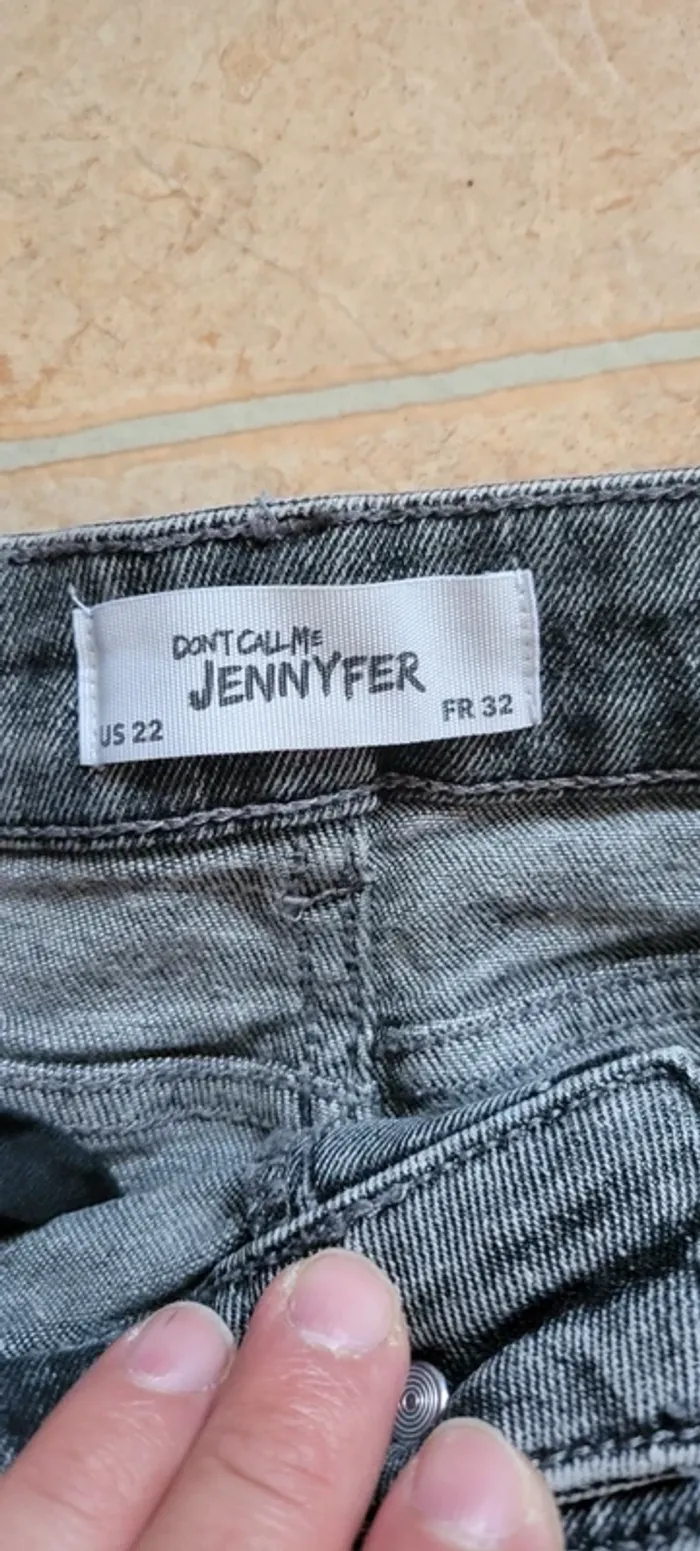 DON'T CALL ME
JENNYFER
US 22 FR 32